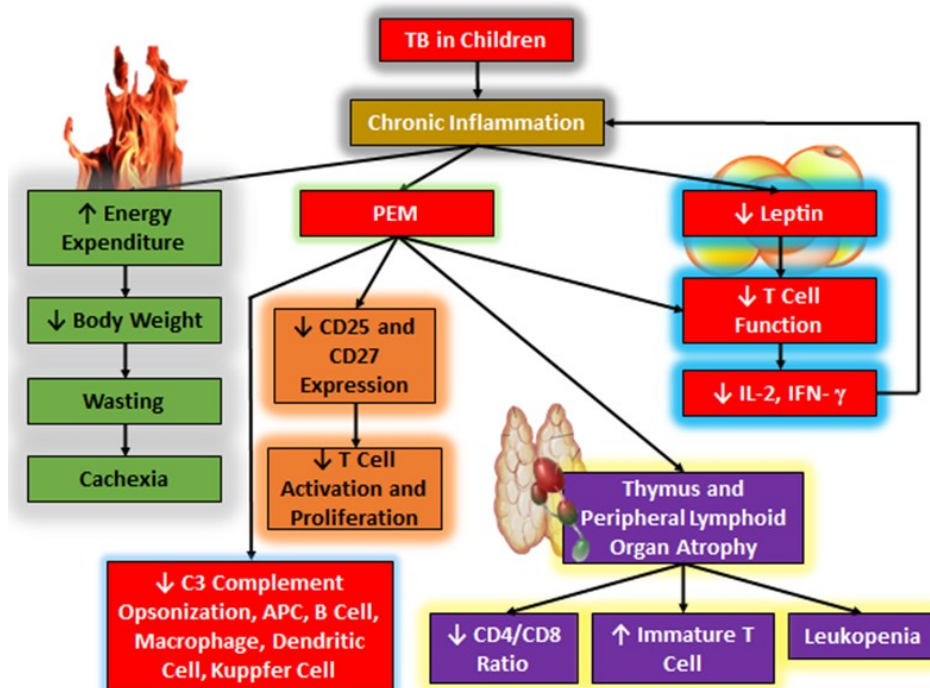 TB in Children
Chronic Inflammation
↑ Energy
Expenditure
PEM
↓ Leptin
↓ Body Weight
↓ CD25 and
CD27
Expression
↓ T Cell
Function
Wasting
↓ IL-2, IFN- γ
Cachexia
↓ T Cell
Activation and
Proliferation
Thymus and
Peripheral Lymphoid
Organ Atrophy
↓ C3 Complement
Opsonization, APC, B Cell,
Macrophage, Dendritic
Cell, Kuppfer Cell
↓ CD4/CD8
Ratio
↑ Immature T
Cell
Leukopenia